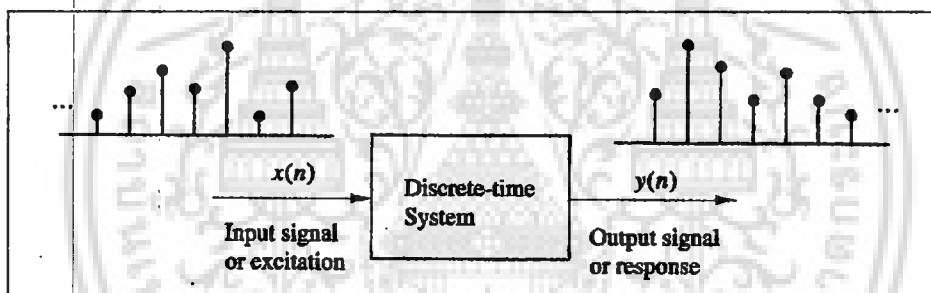 ...
...
x(n)
Input signal
or excitation
Discrete-time
System
y(n)
Output signal
or response